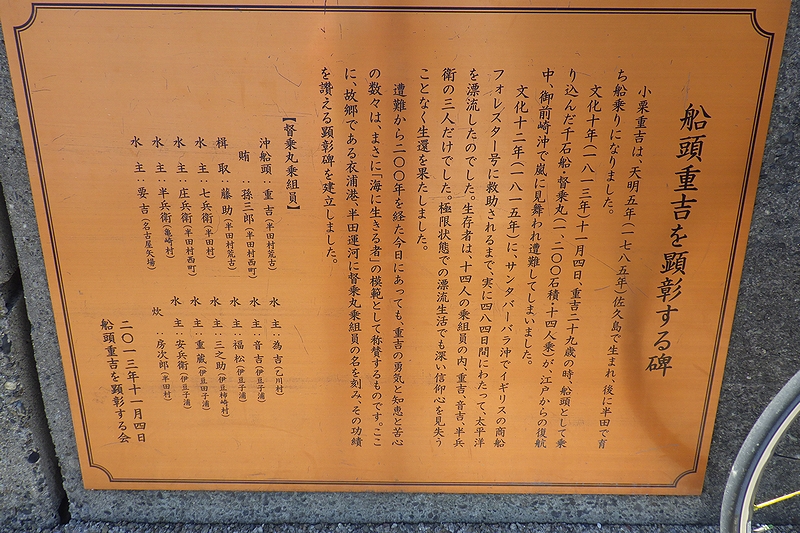 船頭重吉を顕彰する碑
小栗重吉は、天明五年(一七八五年)佐久島で生まれ、後に半田で育
ち船乗りになりました。
文化十年(一八一三年)十一月四日、重吉二十九歳の時、船頭として乗
り込んだ千石船・督乗丸(一、二〇〇石積・十四人乗)が、江戸からの復航
中、御前崎沖で嵐に見舞われ遭難してしまいました。
文化十二年(一八一五年)に、サンタバーバラ沖でイギリスの商船
フォレスター号に救助されるまで、実に四八四日間にわたって、太平洋
を漂流したのでした。生存者は、十四人の乗組員の内、重吉、音吉、半兵
衛の三人だけでした。極限状態での漂流生活でも深い信仰心を見失う
ことなく生還を果たしました。
遭難から二〇〇年を経た今日にあっても、重吉の勇気と知恵と苦心
の数々は、まさに「海に生きる者」の模範として称賛するものです。ここ
に、故郷である衣浦港、半田運河に督乗丸乗組員の名を刻み、その功績
を讃える顕彰碑を建立しました。
【督乗丸乗組員】
沖船頭:重吉(半田村荒古)
賄:孫三郎(半田村西町)
楫取:藤助(半田村荒古)
水主:七兵衛(半田村)
水主:庄兵衛(半田村西町)
水主:半兵衛(亀崎村)
水主:要吉(名古屋矢場)
水主:為吉(乙川村)
水主:音吉(伊豆子浦)
水主:福松(伊豆子浦)
水主:三之助(伊豆柿崎村)
水主:重蔵(伊豆田子浦)
水主:安兵衛(伊豆子浦)
炊:房次郎(半田村)
二〇一三年十一月四日
船頭重吉を顕彰する会